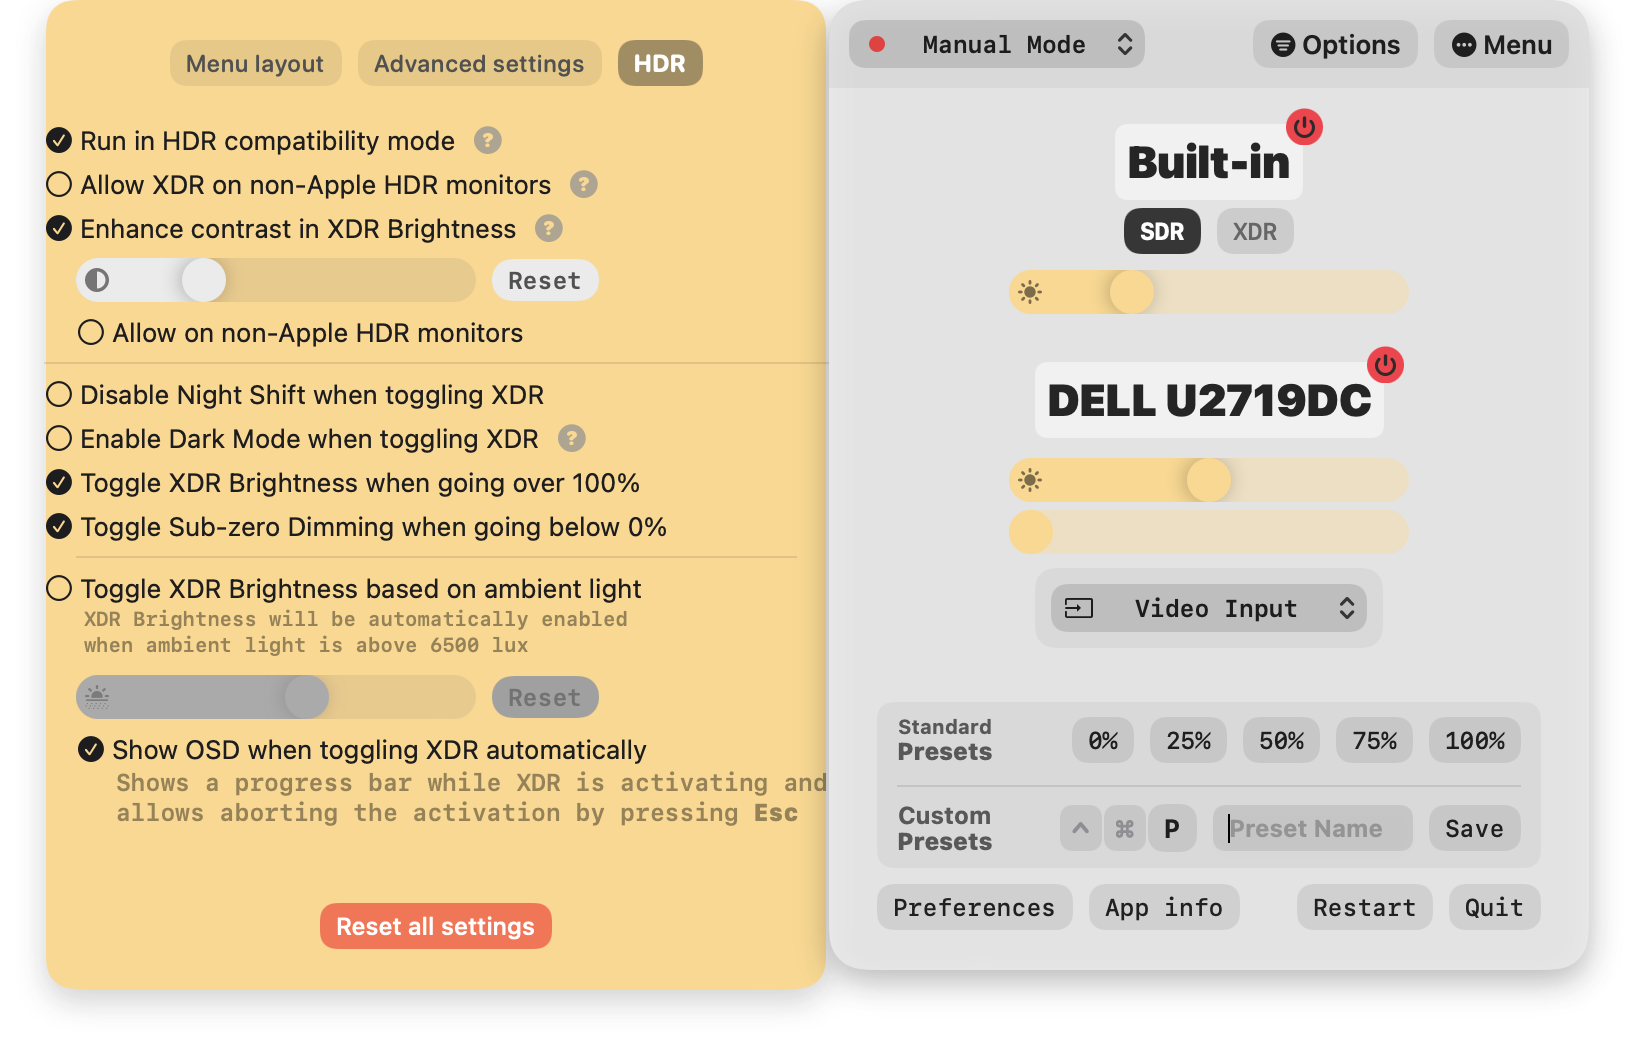 Menu layout
Advanced settings
HDR
Run in HDR compatibility mode ?
Allow XDR on non-Apple HDR monitors ?
Enhance contrast in XDR Brightness ?
Reset
Allow on non-Apple HDR monitors
Disable Night Shift when toggling XDR
Enable Dark Mode when toggling XDR ?
Toggle XDR Brightness when going over 100%
Toggle Sub-zero Dimming when going below 0%
Toggle XDR Brightness based on ambient light
XDR Brightness will be automatically enabled
when ambient light is above 6500 lux
Reset
Show OSD when toggling XDR automatically
Shows a progress bar while XDR is activating and
allows aborting the activation by pressing Esc
Reset all settings
Manual Mode
Options
Menu
Built-in
SDR
XDR
DELL U2719DC
Video Input
Standard
Presets
0%
25%
50%
75%
100%
Custom
Presets
^
⌘
P
Preset Name
Save
Preferences
App info
Restart
Quit